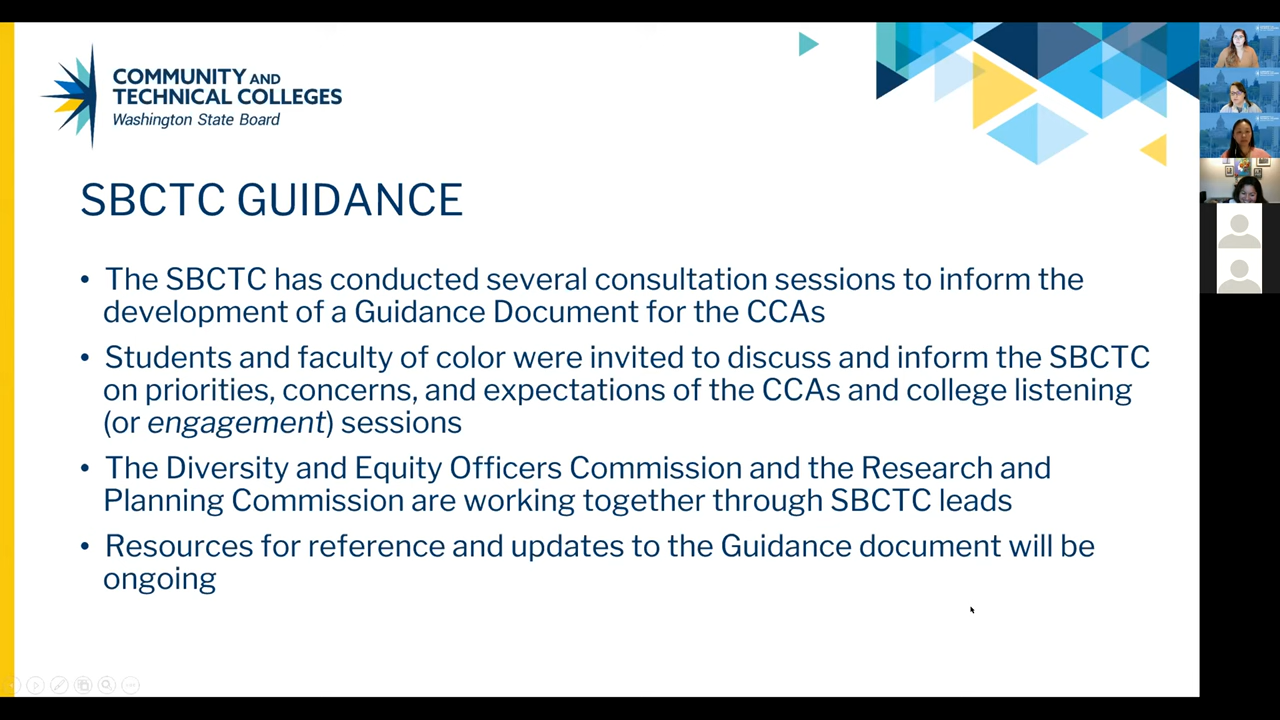 COMMUNITY AND
TECHNICAL COLLEGES
Washington State Board
SBCTC GUIDANCE
• The SBCTC has conducted several consultation sessions to inform the
development of a Guidance Document for the CCAs
• Students and faculty of color were invited to discuss and inform the SBCTC
on priorities, concerns, and expectations of the CCAs and college listening
(or engagement) sessions
• The Diversity and Equity Officers Commission and the Research and
Planning Commission are working together through SBCTC leads
• Resources for reference and updates to the Guidance document will be
ongoing